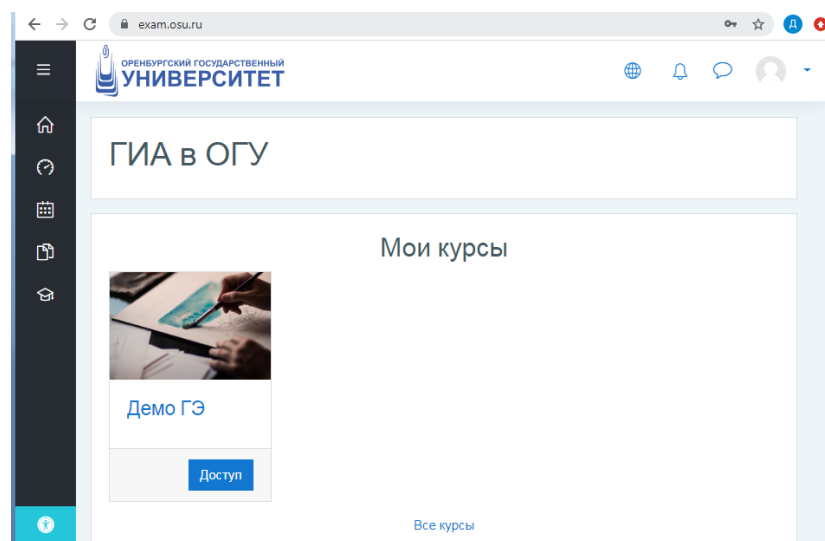 exam.osu.ru
Д
ОРЕНБУРГСКИЙ ГОСУДАРСТВЕННЫЙ
УНИВЕРСИТЕТ
ГИА в ОГУ
Мои курсы
Демо ГЭ
Доступ
Все курсы